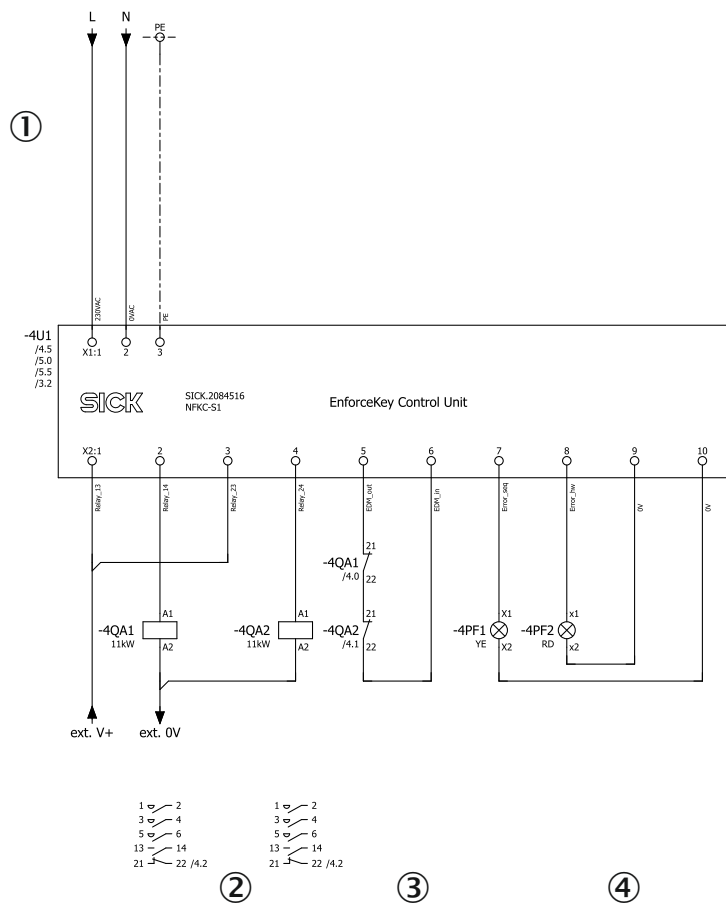 L N
PE
①
230VAC 0VAC PE
-4U1
/4.5
/5.0
/5.5
/3.2
X1:1 2 3
SICK
SICK.2084516
NFKC-S1
EnforceKey Control Unit
X2:1 2 3 4 5 6 7 8 9 10
Relay_13 Relay_14 Relay_23 Relay_24 EDM_out EDM_in Error_seq Error_hw 0V 0V
21
-4QA1
/4.0
22
A1 A1 21 X1 x1
-4QA1 -4QA2 -4QA2 -4PF1 -4PF2
11kW 11kW /4.1 YE RD
A2 A2 22 X2 x2
ext. V+ ext. 0V
1 2 1 2
3 4 3 4
5 6 5 6
13 14 13 14
21 22 /4.2 21 22 /4.2
② ③ ④